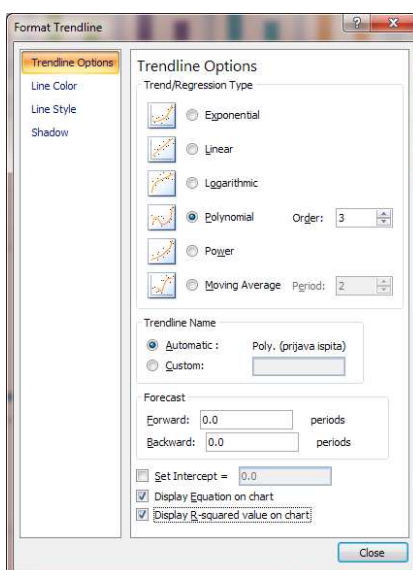 Format Trendline
Trendline Options
Line Color
Line Style
Shadow
Trendline Options
Trend/Regression Type
Exponential
Linear
Logarithmic
Polynomial Order: 3
Power
Moving Average Period: 2
Trendline Name
Automatic : Poly. (prijava ispita)
Custom:
Forecast
Forward: 0.0 periods
Backward: 0.0 periods
Set Intercept = 0.0
Display Equation on chart
Display R-squared value on chart
Close